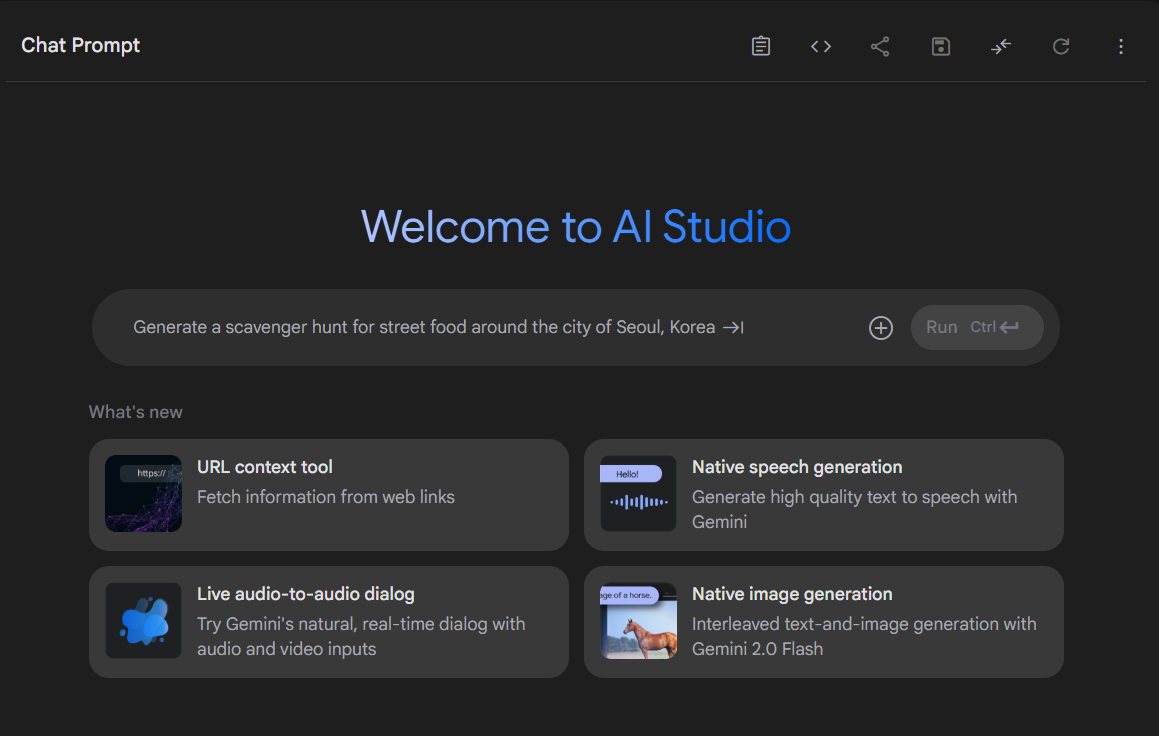 Chat Prompt
Welcome to AI Studio
Generate a scavenger hunt for street food around the city of Seoul, Korea
Run Ctrl
What's new
https://
URL context tool
Fetch information from web links
Hello!
Native speech generation
Generate high quality text to speech with
Gemini
Live audio-to-audio dialog
Try Gemini's natural, real-time dialog with
audio and video inputs
age of a horse.
Native image generation
Interleaved text-and-image generation with
Gemini 2.0 Flash